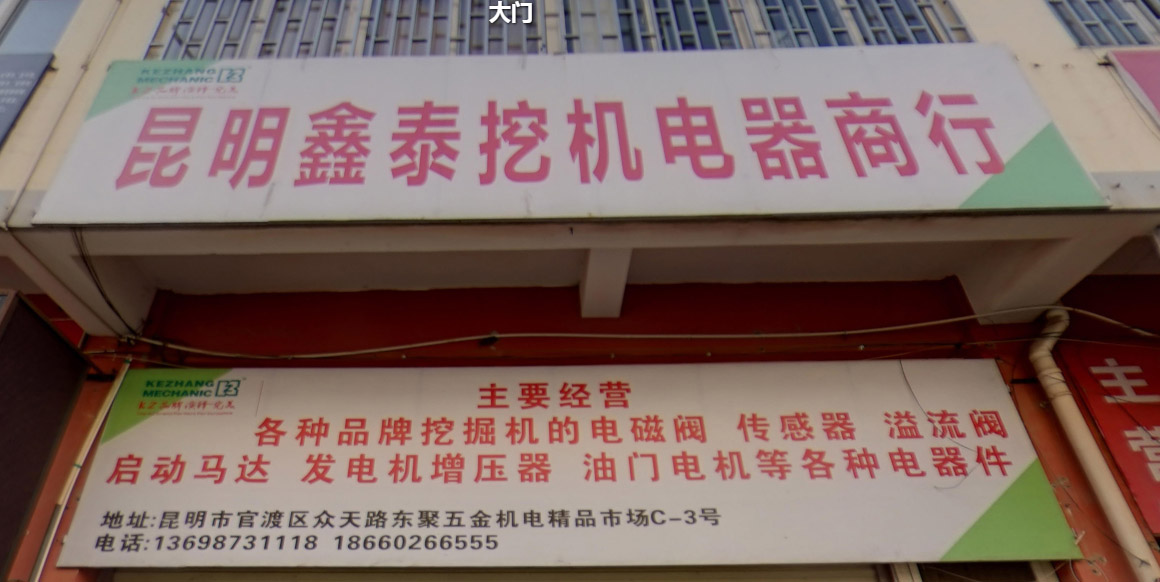 大门
KEZHANG
MECHANIC
昆明鑫泰挖机电器商行
KEZHANG
MECHANIC
主要经营
各种品牌挖掘机的电磁阀 传感器 溢流阀
启动马达 发电机增压器 油门电机等各种电器件
地址:昆明市官渡区众天路东聚五金机电精品市场C-3号
电话:13698731118 18660266555
主
营